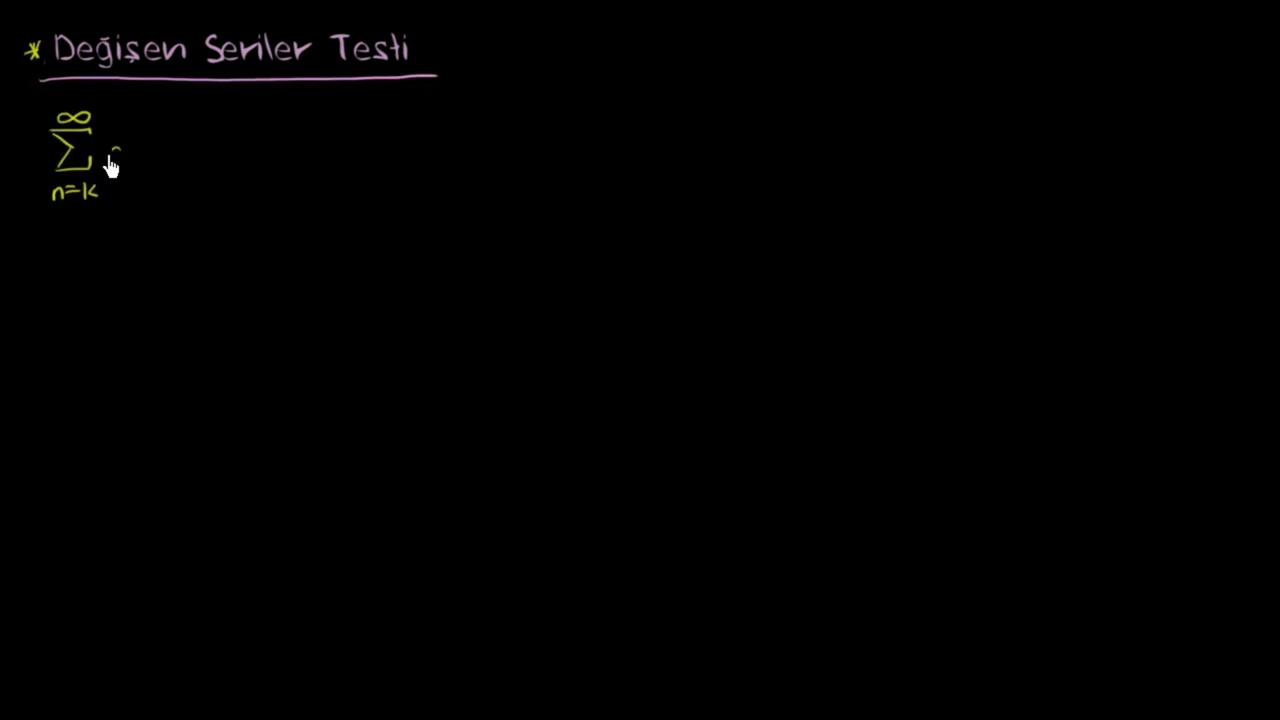 * Değişen Seriler Testi
∞
Σ
n=k